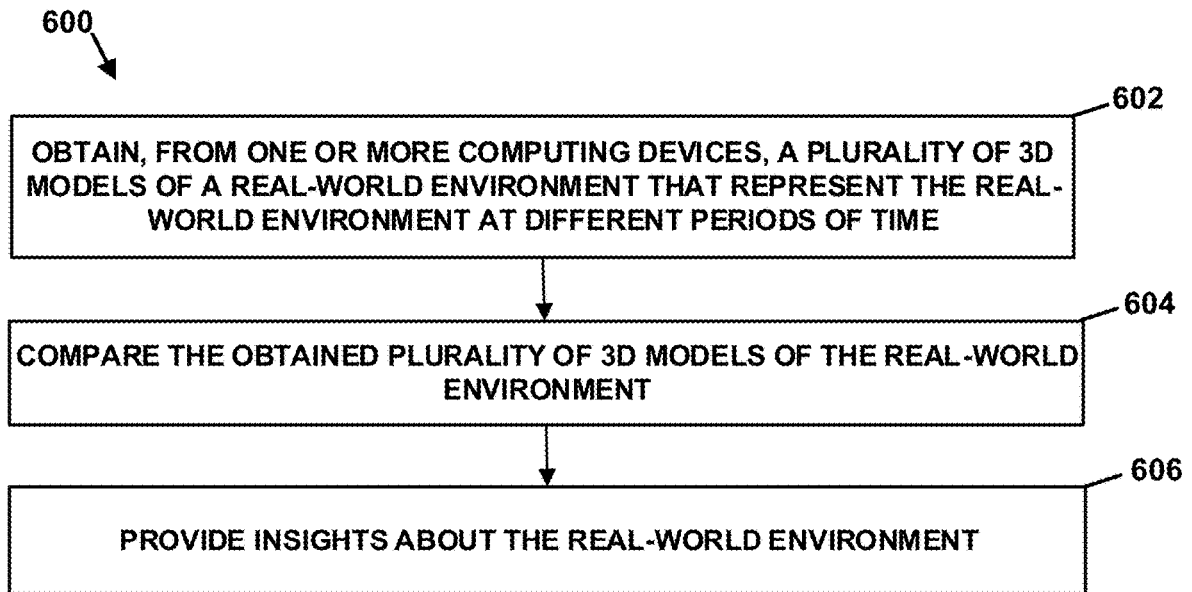 600
602
OBTAIN, FROM ONE OR MORE COMPUTING DEVICES, A PLURALITY OF 3D
MODELS OF A REAL-WORLD ENVIRONMENT THAT REPRESENT THE REAL-
WORLD ENVIRONMENT AT DIFFERENT PERIODS OF TIME
604
COMPARE THE OBTAINED PLURALITY OF 3D MODELS OF THE REAL-WORLD
ENVIRONMENT
606
PROVIDE INSIGHTS ABOUT THE REAL-WORLD ENVIRONMENT